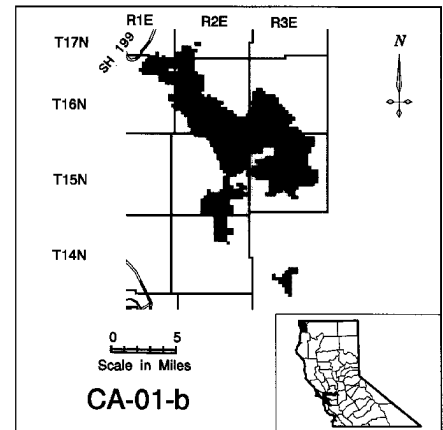 R1E R2E R3E
T17N
SH 199
N
T16N
T15N
T14N
0 5
Scale in Miles
CA-01-b